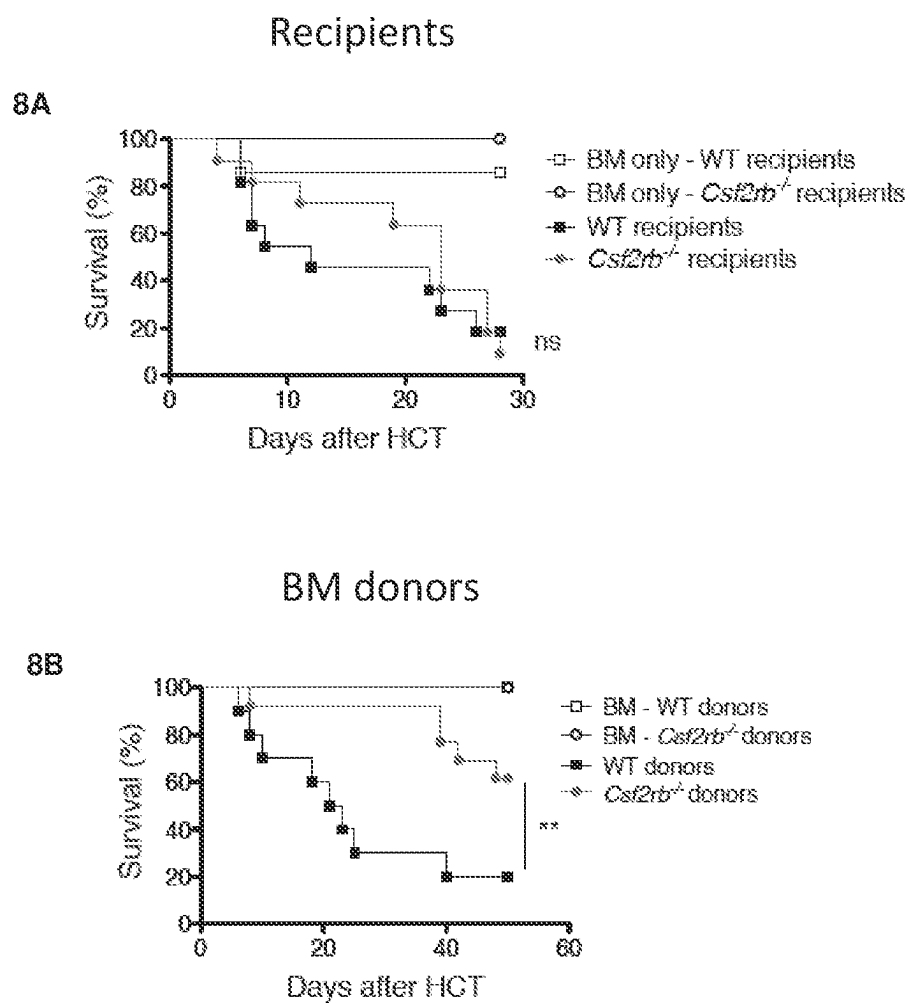 Recipients
8A
100
80
60
40
20
0
Survival (%)
0 10 20 30
Days after HCT
BM only - WT recipients
BM only - Csf2rb-/- recipients
WT recipients
Csf2rb-/- recipients
ns
BM donors
8B
100
80
60
40
20
0
Survival (%)
0 20 40 60
Days after HCT
BM - WT donors
BM - Csf2rb-/- donors
WT donors
Csf2rb-/- donors
**